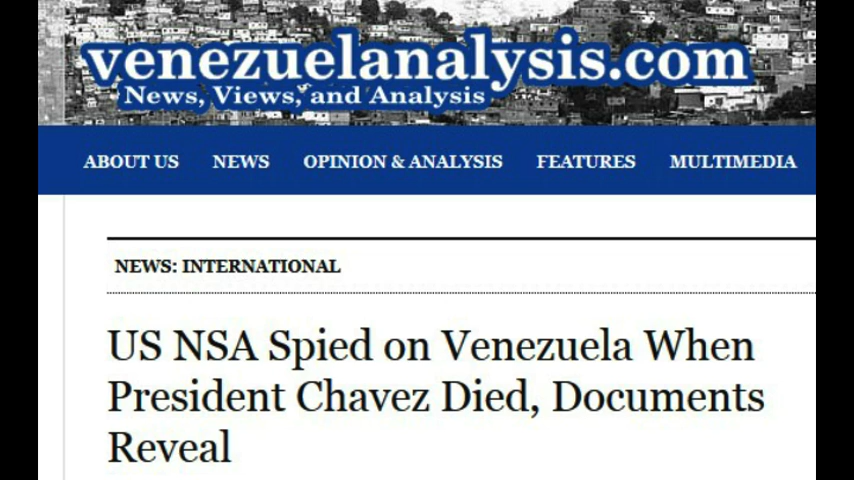 venezuelanalysis.com
News, Views, and Analysis
ABOUT US NEWS OPINION & ANALYSIS FEATURES MULTIMEDIA
NEWS: INTERNATIONAL
US NSA Spied on Venezuela When
President Chavez Died, Documents
Reveal